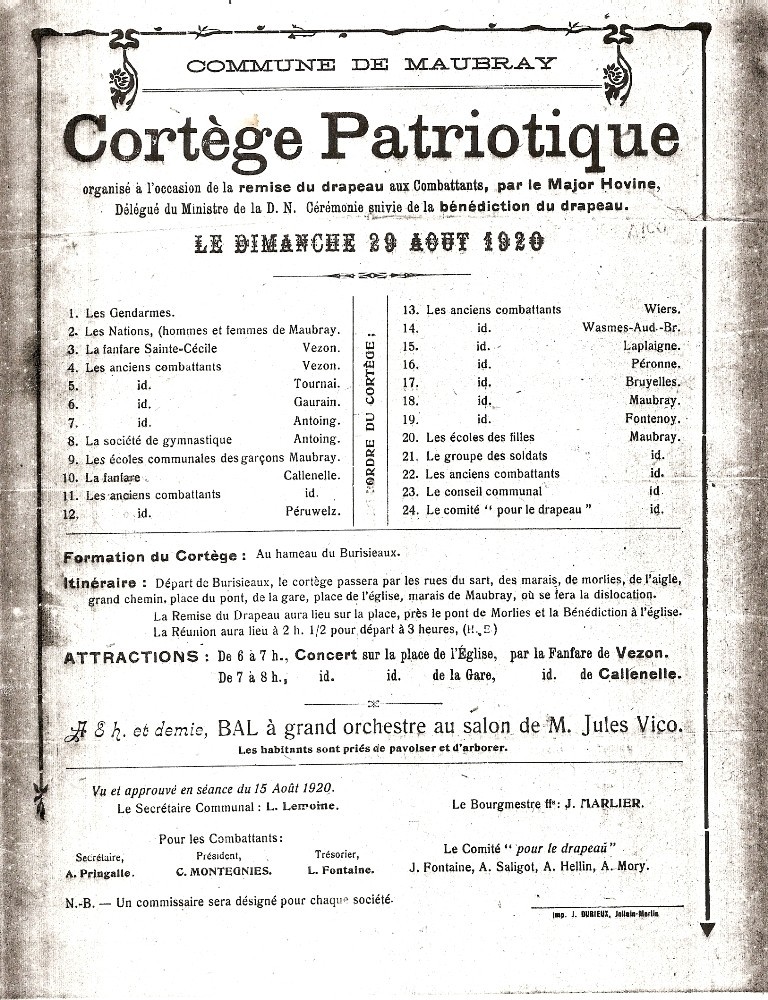 COMMUNE DE MAUBRAY
Cortège Patriotique
organisé à l'occasion de la remise du drapeau aux Combattants, par le Major Hovine,
Délégué du Ministre de la D. N. Cérémonie suivie de la bénédiction du drapeau.
LE DIMANCHE 29 AOUT 1920
ORDRE DU CORTÈGE :
1. Les Gendarmes.
2. Les Nations, (hommes et femmes de Maubray.
3. La fanfare Sainte-Cécile Vezon.
4. Les anciens combattants Vezon.
5. id. Tournai.
6. id. Gaurain.
7. id. Antoing.
8. La société de gymnastique Antoing.
9. Les écoles communales des garçons Maubray.
10. La fanfare Callenelle.
11. Les anciens combattants id.
12. id. Péruwelz.
13. Les anciens combattants Wiers.
14. id. Wasmes-Aud.-Br.
15. id. Laplaigne.
16. id. Péronne.
17. id. Bruyelles.
18. id. Maubray.
19. id. Fontenoy.
20. Les écoles des filles Maubray.
21. Le groupe des soldats id.
22. Les anciens combattants id.
23. Le conseil communal id
24. Le comité “ pour le drapeau ” id.
Formation du Cortège : Au hameau du Burisieaux.
Itinéraire : Départ de Burisieaux, le cortège passera par les rues du sart, des marais, de morlies, de l'aigle,
grand chemin, place du pont, de la gare, place de l'église, marais de Maubray, où se fera la dislocation.
La Remise du Drapeau aura lieu sur la place, près le pont de Morlies et la Bénédiction à l'église.
La Réunion aura lieu à 2 h. 1/2 pour départ à 3 heures,
ATTRACTIONS : De 6 à 7 h., Concert sur la place de l'Église, par la Fanfare de Vezon.
De 7 à 8 h., id. id. de la Gare, id. de Callenelle.
A 8 h. et demie, BAL à grand orchestre au salon de M. Jules Vico.
Les habitants sont priés de pavoiser et d'arborer.
Vu et approuvé en séance du 15 Août 1920.
Le Secrétaire Communal : L. Lemoine.
Le Bourgmestre ff^s : J. MARLIER.
Pour les Combattants :
Secrétaire, Président, Trésorier,
A. Pringalle. C. MONTEGNIES. L. Fontaine.
Le Comité “ pour le drapeau ”
J. Fontaine, A. Saligot, A. Hellin, A. Mory.
N.-B. — Un commissaire sera désigné pour chaque société.
Imp. J. DURIEUX, Jollain-Merlin
VICO